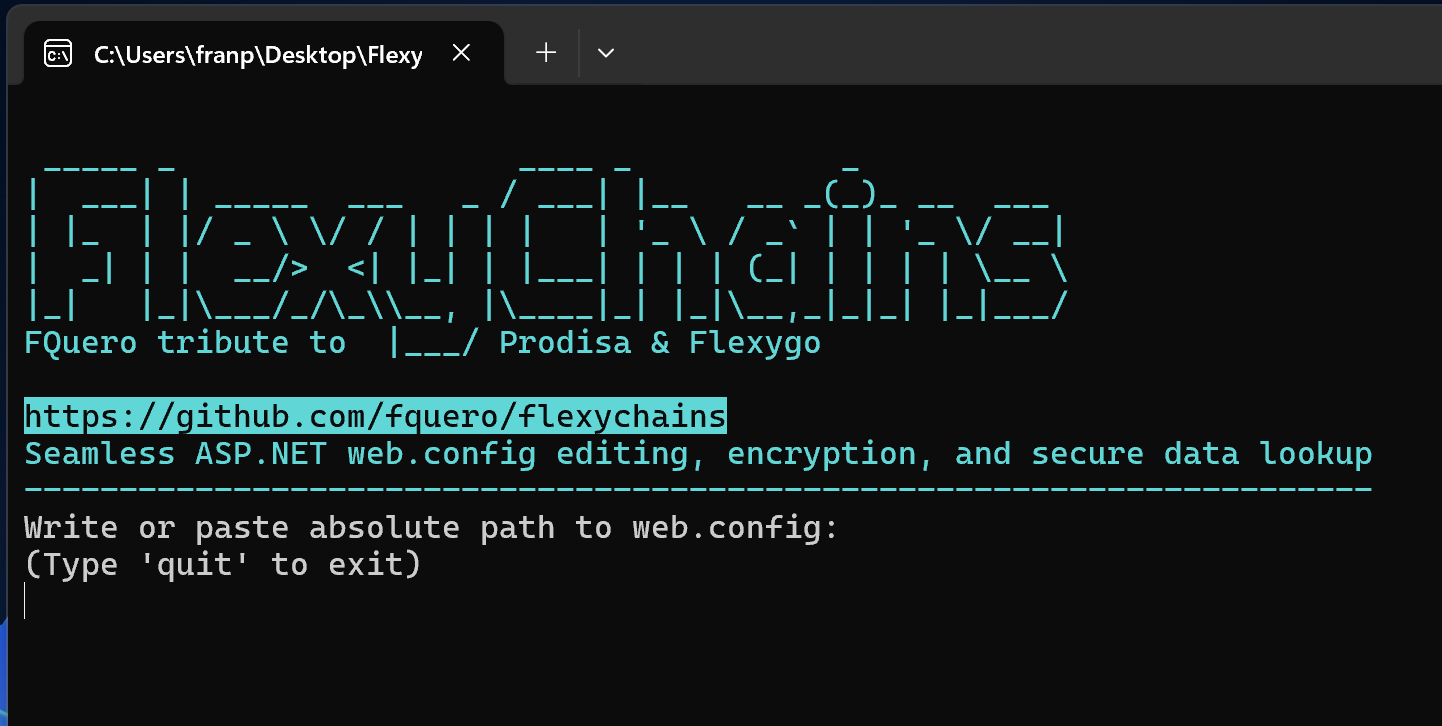 C:\Users\franp\Desktop\Flexy
FlexyChains
FQuero tribute to Prodisa & Flexygo
https://github.com/fquero/flexychains
Seamless ASP.NET web.config editing, encryption, and secure data lookup
-----------------------------------------------------------------------
Write or paste absolute path to web.config:
(Type 'quit' to exit)